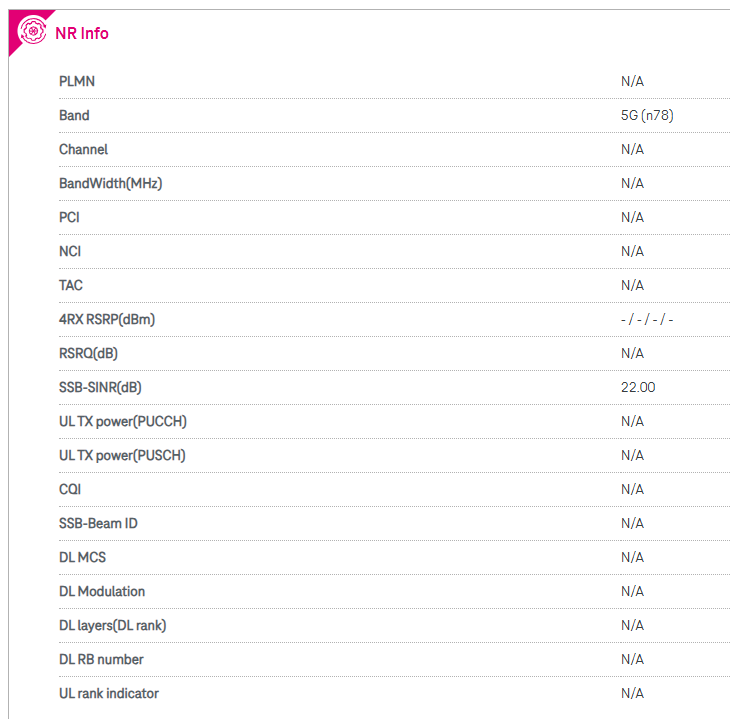 NR Info
PLMN N/A
Band 5G (n78)
Channel N/A
BandWidth(MHz) N/A
PCI N/A
NCI N/A
TAC N/A
4RX RSRP(dBm) - / - / - / -
RSRQ(dB) N/A
SSB-SINR(dB) 22.00
UL TX power(PUCCH) N/A
UL TX power(PUSCH) N/A
CQI N/A
SSB-Beam ID N/A
DL MCS N/A
DL Modulation N/A
DL layers(DL rank) N/A
DL RB number N/A
UL rank indicator N/A